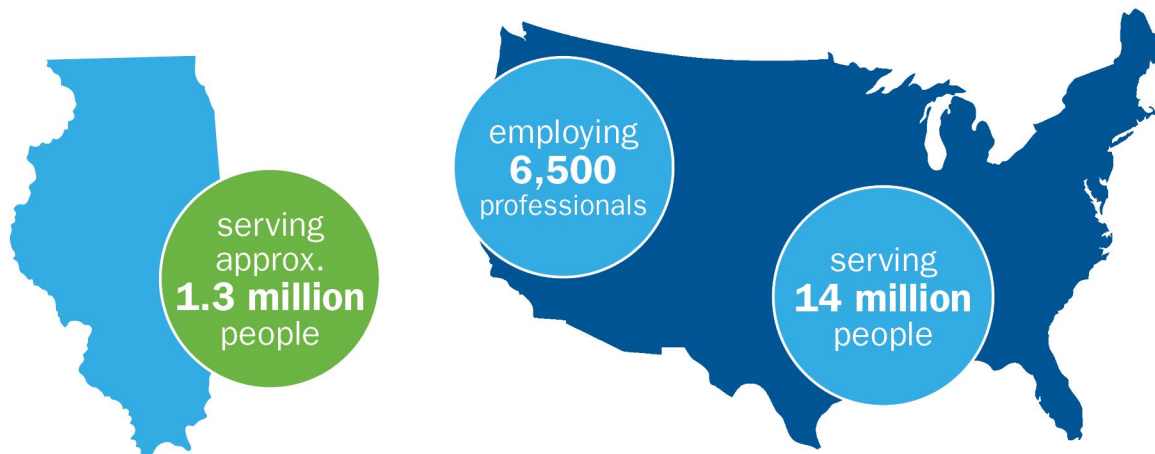 serving
approx.
1.3 million
people
employing
6,500
professionals
serving
14 million
people